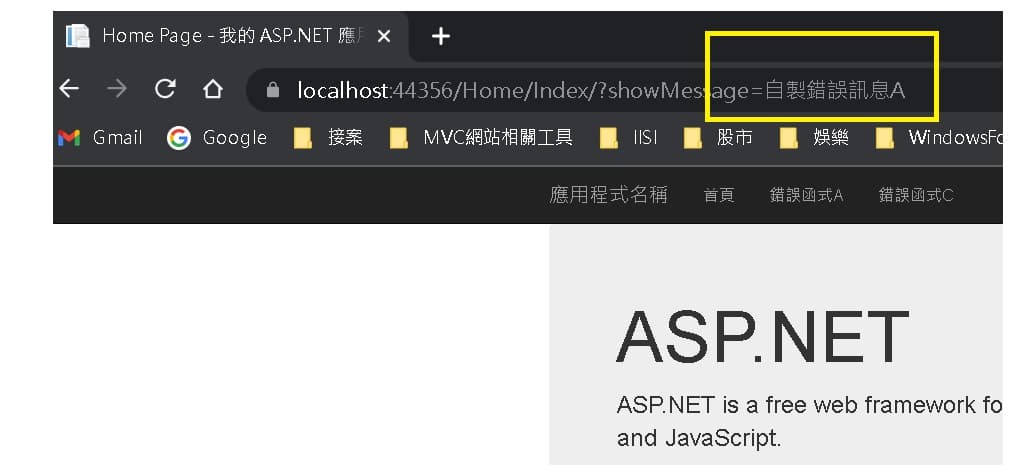 Home Page - 我的 ASP.NET 應
localhost:44356/Home/Index/?showMessage=自製錯誤訊息A
Gmail Google 接案 MVC網站相關工具 IISI 股市 娛樂 WindowsFo
應用程式名稱 首頁 錯誤函式A 錯誤函式C
ASP.NET
ASP.NET is a free web framework fo
and JavaScript.